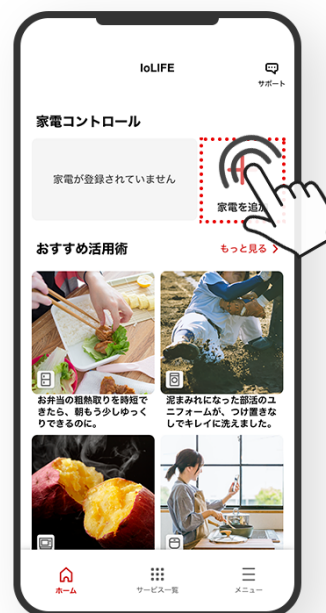 IoLIFE
サポート
家電コントロール
家電が登録されていません
家電を追加
おすすめ活用術
もっと見る
お弁当の粗熱取りを時短で
きたら、朝もう少しゆっく
りできるのに。
泥まみれになった部活のユ
ニフォームが、つけ置きな
しでキレイに洗えました。
ホーム
サービス一覧
メニュー